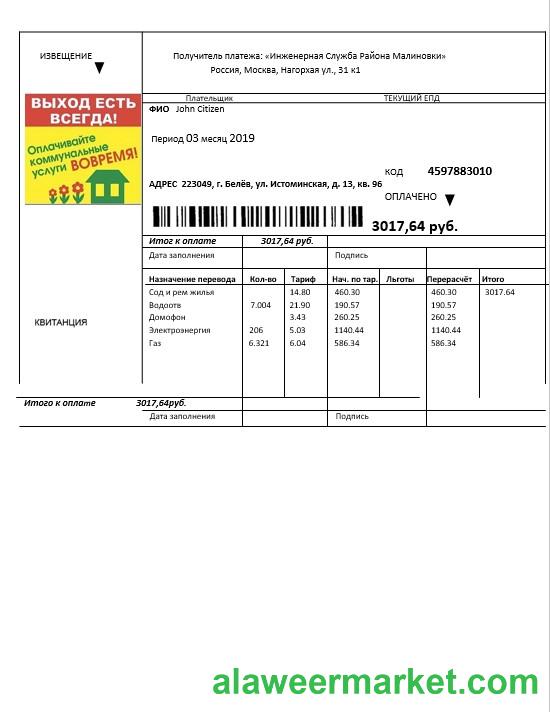 ИЗВЕЩЕНИЕ
Получитель платежа: «Инженерная Служба Района Малиновки»
Россия, Москва, Нагорхая ул., 31 к1
ВЫХОД ЕСТЬ
ВСЕГДА!
Оплачивайте
коммунальные
услуги ВОВРЕМЯ!
Плательщик ТЕКУЩИЙ ЕПД
ФИО John Citizen
Период 03 месяц 2019
КОД 4597883010
АДРЕС 223049, г. Белёв, ул. Истоминская, д. 13, кв. 96
ОПЛАЧЕНО
3017,64 руб.
Итог к оплате 3017,64 руб.
Дата заполнения Подпись
Назначение перевода Кол-во Тариф Нач. по тар. Льготы Перерасчёт Итого
Сод и рем жилья 14.80 460.30 460.30 3017.64
Водоотв 7.004 21.90 190.57 190.57
Домофон 3.43 260.25 260.25
Электроэнергия 206 5.03 1140.44 1140.44
Газ 6.321 6.04 586.34 586.34
КВИТАНЦИЯ
Итого к оплате 3017,64руб.
Дата заполнения Подпись
alaweermarket.com